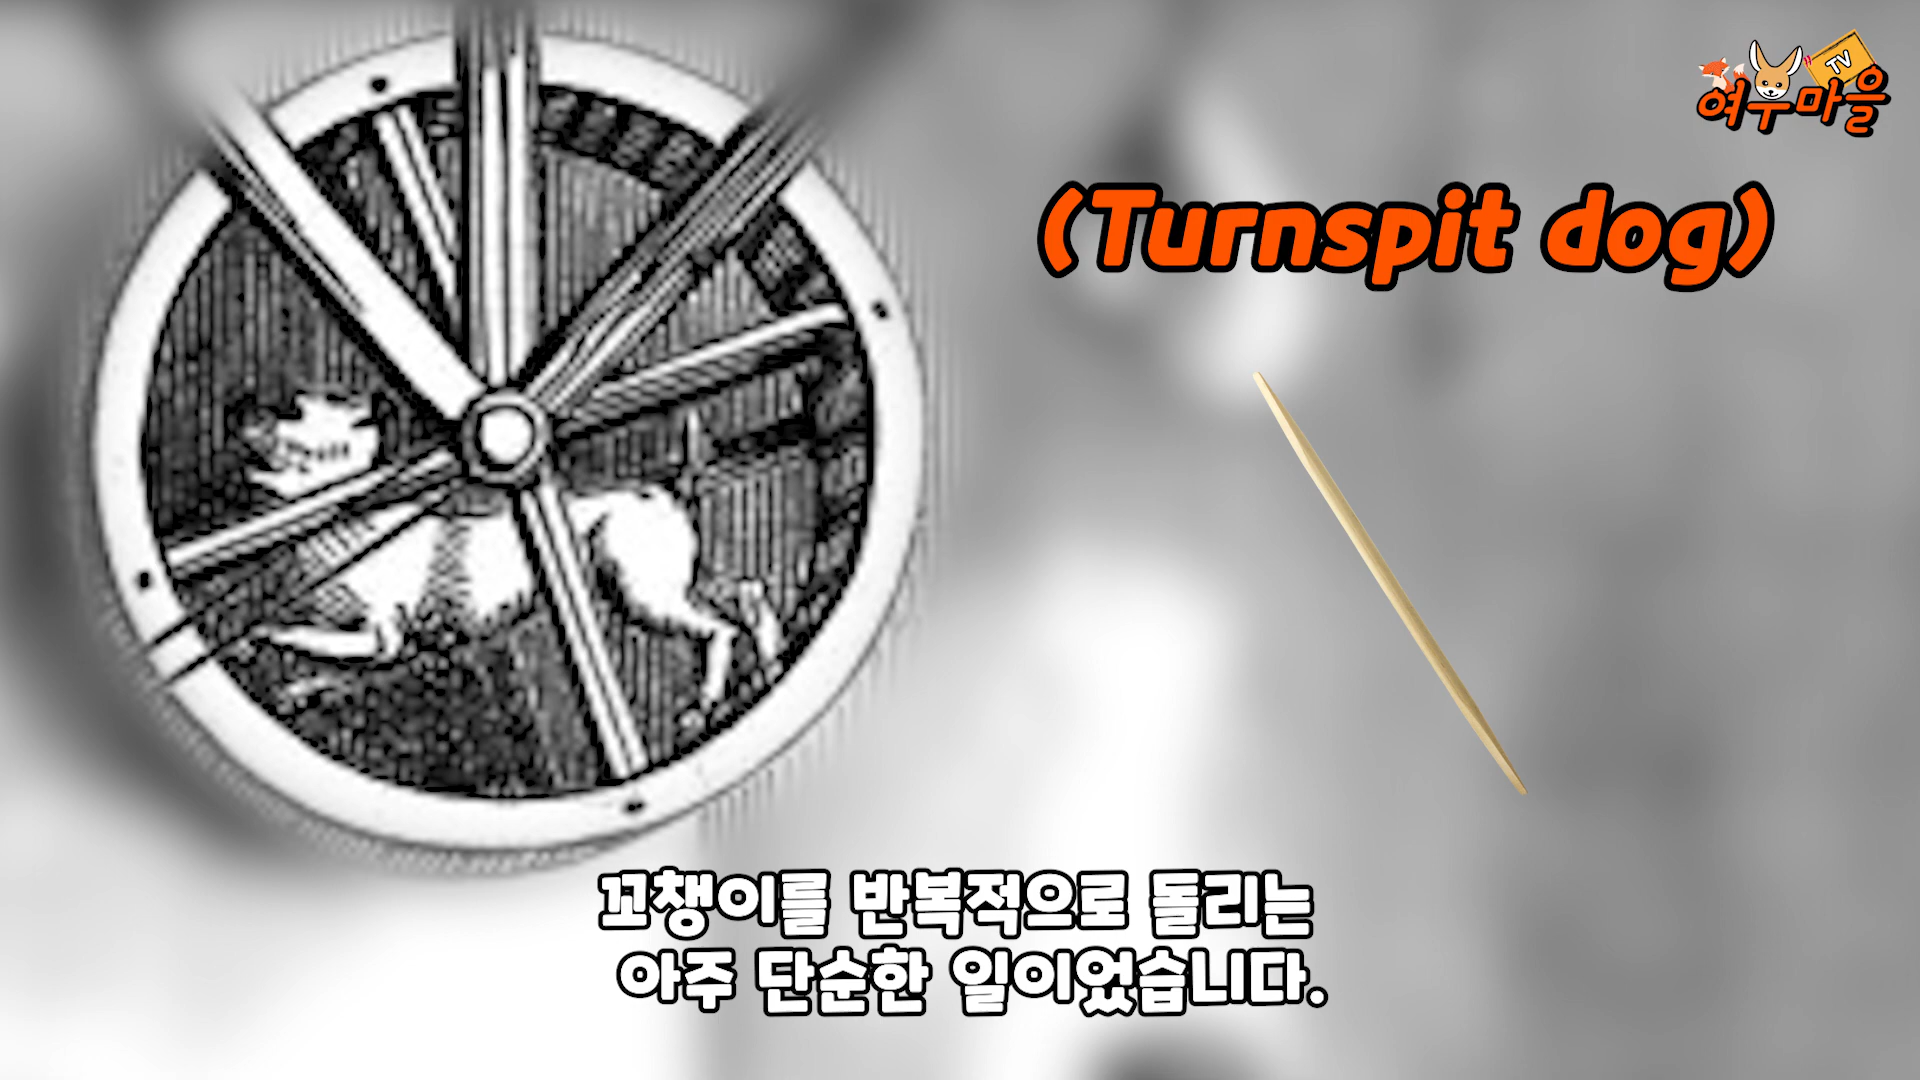 TV
여우마을
(Turnspit dog)
꼬챙이를 반복적으로 돌리는
아주 단순한 일이었습니다.